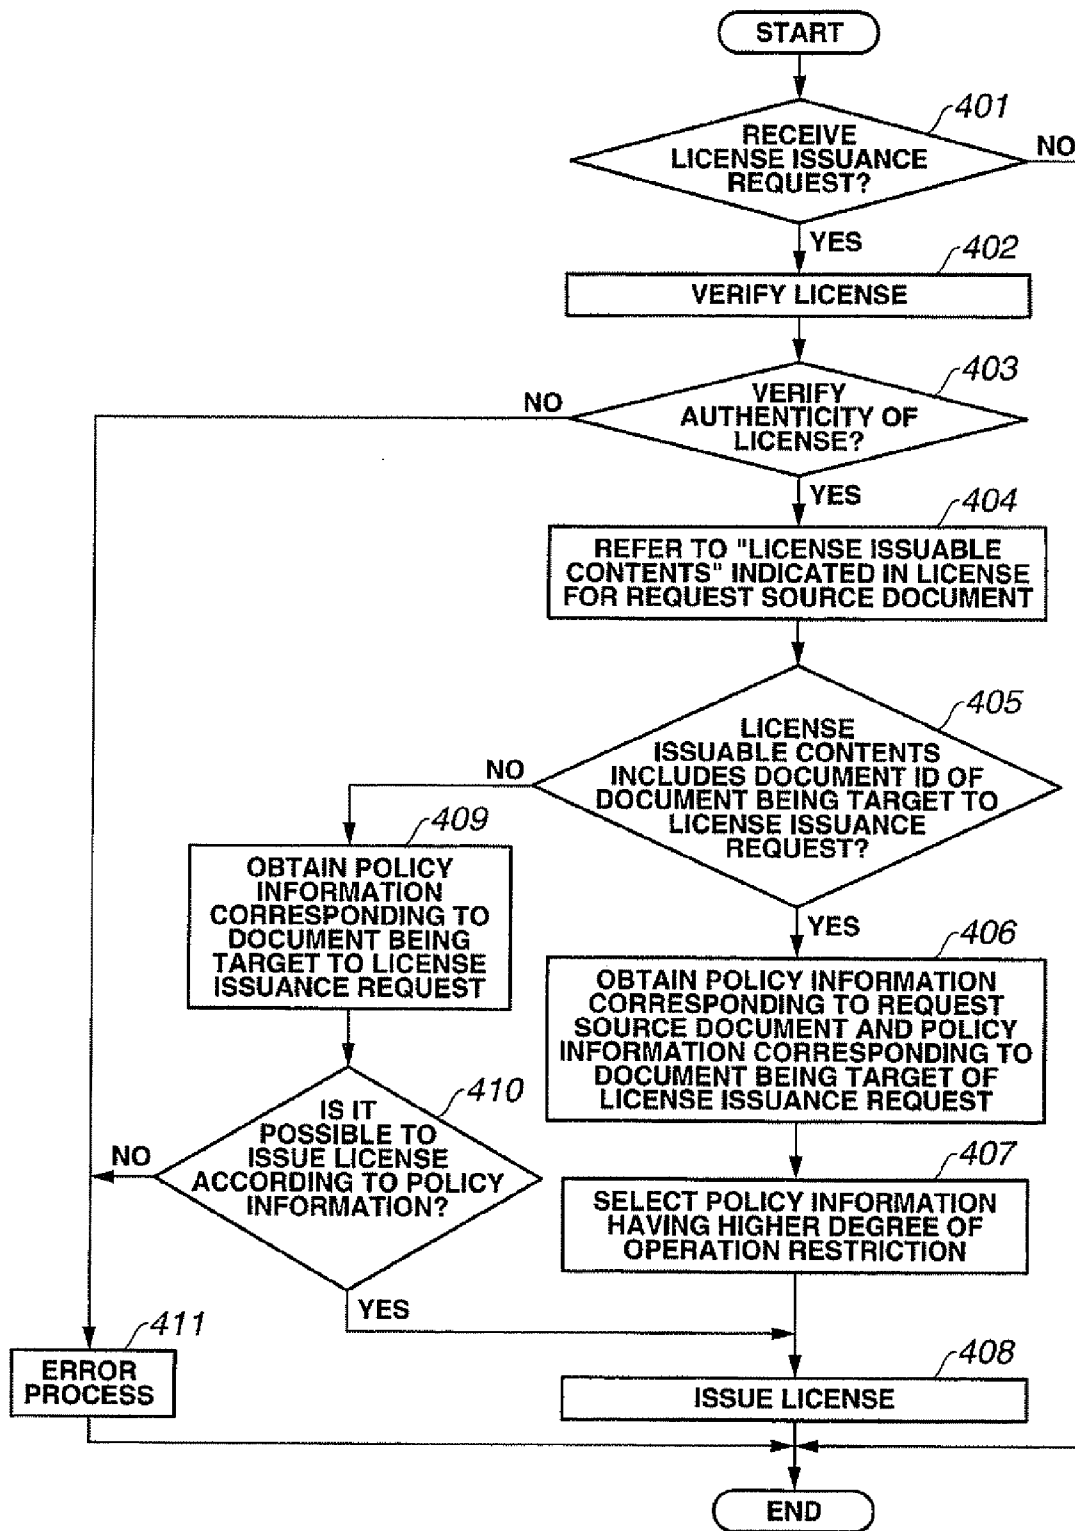 START
401
RECEIVE
LICENSE ISSUANCE
REQUEST?
NO
YES
402
VERIFY LICENSE
403
NO
VERIFY
AUTHENTICITY OF
LICENSE?
YES
404
REFER TO "LICENSE ISSUABLE
CONTENTS" INDICATED IN LICENSE
FOR REQUEST SOURCE DOCUMENT
405
LICENSE
ISSUABLE CONTENTS
INCLUDES DOCUMENT ID OF
DOCUMENT BEING TARGET TO
LICENSE ISSUANCE
REQUEST?
NO
YES
409
OBTAIN POLICY
INFORMATION
CORRESPONDING TO
DOCUMENT BEING
TARGET TO LICENSE
ISSUANCE REQUEST
406
OBTAIN POLICY INFORMATION
CORRESPONDING TO REQUEST
SOURCE DOCUMENT AND POLICY
INFORMATION CORRESPONDING TO
DOCUMENT BEING TARGET OF
LICENSE ISSUANCE REQUEST
410
IS IT
POSSIBLE TO
ISSUE LICENSE
ACCORDING TO POLICY
INFORMATION?
NO
YES
407
SELECT POLICY INFORMATION
HAVING HIGHER DEGREE OF
OPERATION RESTRICTION
411
ERROR
PROCESS
408
ISSUE LICENSE
END